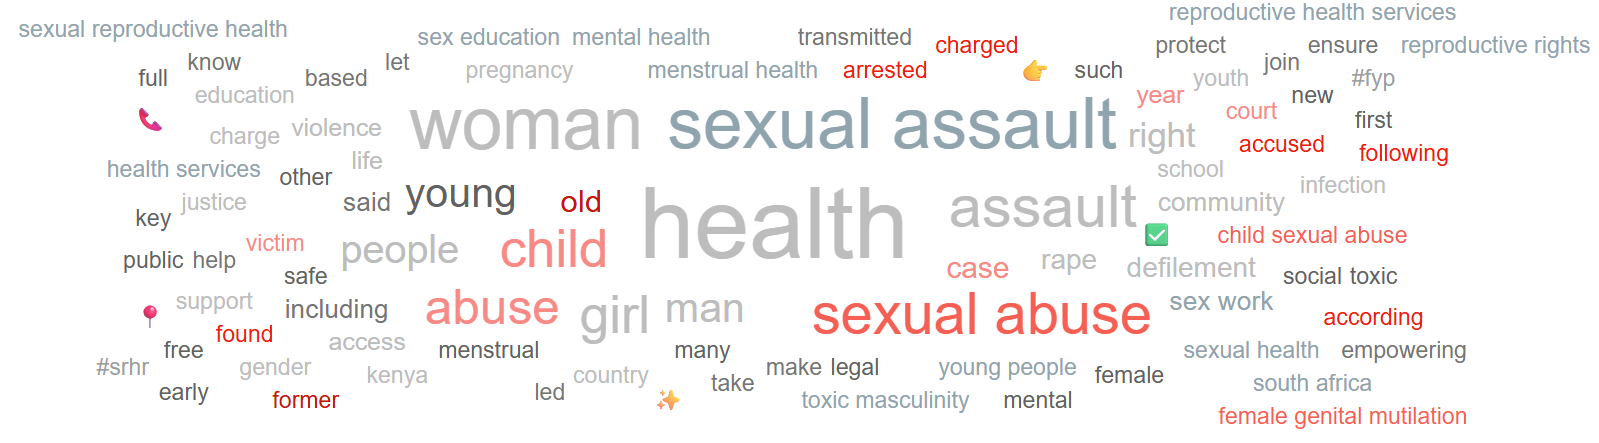 reproductive health services
sexual reproductive health
sex education mental health transmitted charged protect ensure reproductive rights
know let join
full based pregnancy menstrual health arrested 👉 such youth #fyp
education year new
📞 woman sexual assault court first
charge violence right accused following
health services life school
other infection
justice said young old health assault community
key ✅ child sexual abuse
victim people child rape
public help case defilement social toxic
safe
support including abuse girl man sexual abuse sex work
📍 according
found access
#srhr free menstrual many sexual health empowering
gender kenya country make legal young people female
early led take south africa
former ✨ toxic masculinity mental
female genital mutilation